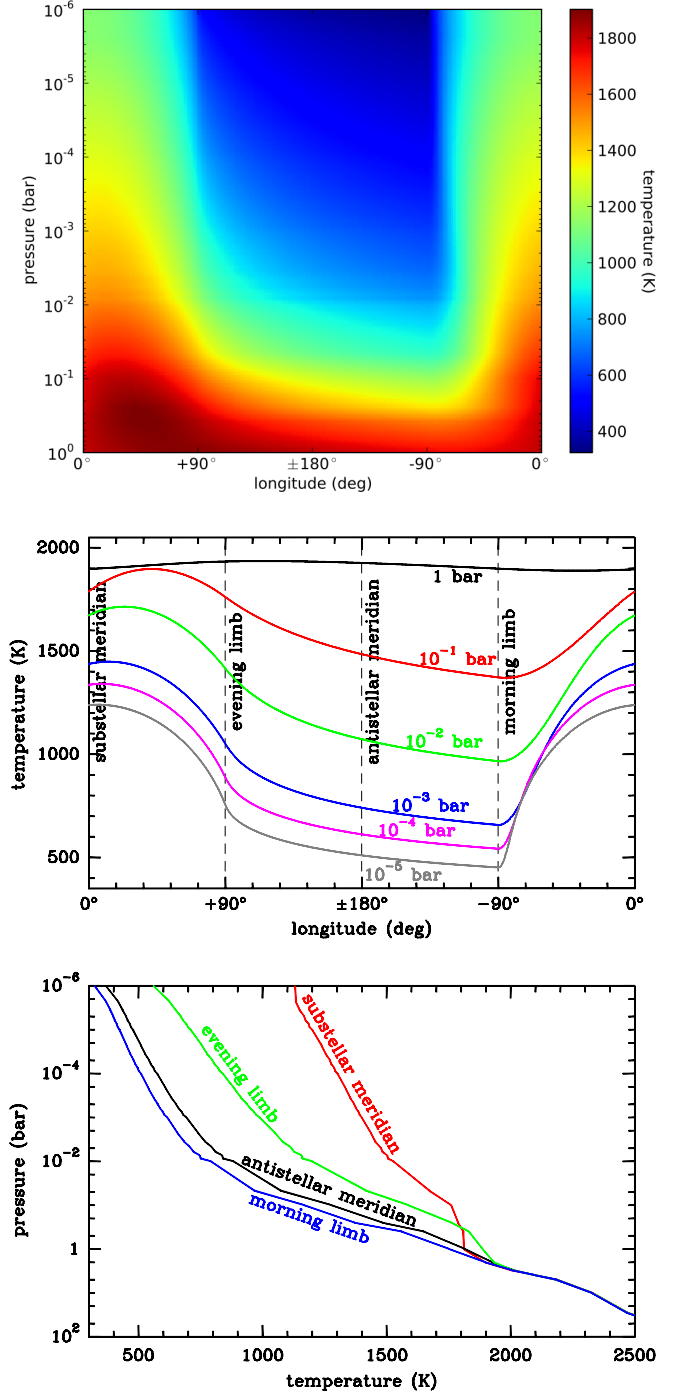 10⁻⁶
10⁻⁵
10⁻⁴
10⁻³
10⁻²
10⁻¹
10⁰
pressure (bar)
0° +90° ±180° -90° 0°
longitude (deg)
1800
1600
1400
1200
1000
800
600
400
temperature (K)
2000
1500
1000
500
temperature (K)
substellar meridian
evening limb
antistellar meridian
morning limb
1 bar
10⁻¹ bar
10⁻² bar
10⁻³ bar
10⁻⁴ bar
10⁻⁵ bar
0° +90° ±180° −90° 0°
longitude (deg)
10⁻⁶
10⁻⁴
10⁻²
1
10²
pressure (bar)
substellar meridian
evening limb
antistellar meridian
morning limb
500 1000 1500 2000 2500
temperature (K)